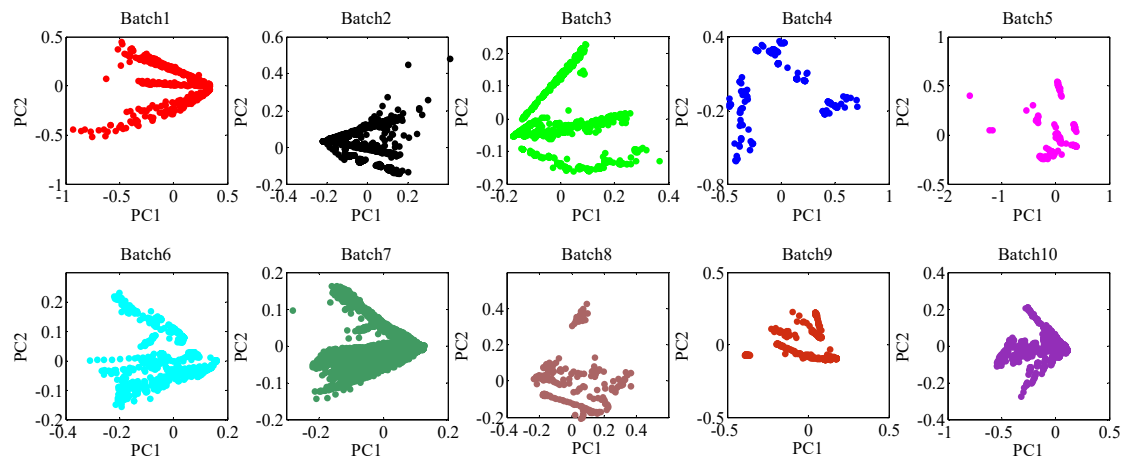 Batch1 Batch2 Batch3 Batch4 Batch5
0.5 0.6 0.2 0.4 1
0 0.4 0.1 -0.2 0.5
-0.5 0.2 0 -0.8 0
-1 0 -0.1 -0.5
-0.2 -0.2
PC2 PC2 PC2 PC2 PC2
-1 -0.5 0 0.5 -0.2 0 0.2 0.4 -0.2 0 0.2 0.4 -0.5 0 0.5 1 -2 -1 0 1
PC1 PC1 PC1 PC1 PC1
Batch6 Batch7 Batch8 Batch9 Batch10
0.2 0.2 0.6 0.5 0.4
0.1 0.1 0.4 0 0.2
0 0 0.2 -0.5 0
-0.1 -0.1 0 -0.2
-0.2 -0.2 -0.2 -0.4
PC2 PC2 PC2 PC2 PC2
-0.4 -0.2 0 0.2 -0.2 0 0.2 -0.2 0 0.2 0.4 -0.5 0 0.5 -1 -0.5 0 0.5
PC1 PC1 PC1 PC1 PC1